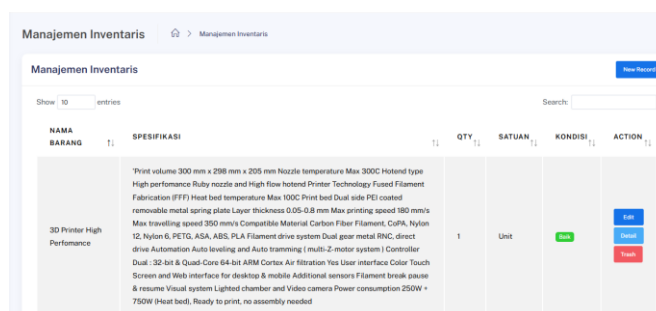 Manajemen Inventaris > Manajemen Inventaris
Manajemen Inventaris
New Record
Show 10 entries
Search:
NAMA BARANG SPESIFIKASI QTY SATUAN KONDISI ACTION
'Print volume 300 mm x 298 mm x 205 mm Nozzle temperature Max 300C Hotend type
High perfomance Ruby nozzle and High flow hotend Printer Technology Fused Filament
Fabrication (FFF) Heat bed temperature Max 100C Print bed Dual side PEI coated
removable metal spring plate Layer thickness 0.05-0.8 mm Max printing speed 180 mm/s
Max travelling speed 350 mm/s Compatible Material Carbon Fiber Filament, CoPA, Nylon
12, Nylon 6, PETG, ASA, ABS, PLA Filament drive system Dual gear metal RNC, direct
drive Automation Auto leveling and Auto tramming ( multi-Z-motor system ) Controller
Dual : 32-bit & Quad-Core 64-bit ARM Cortex Air filtration Yes User interface Color Touch
Screen and Web interface for desktop & mobile Additional sensors Filament break pause
& resume Visual system Lighted chamber and Video camera Power consumption 250W +
750W (Heat bed), Ready to print, no assembly needed
3D Printer High
Perfomance
1
Unit
Baik
Edit
Detail
Trash